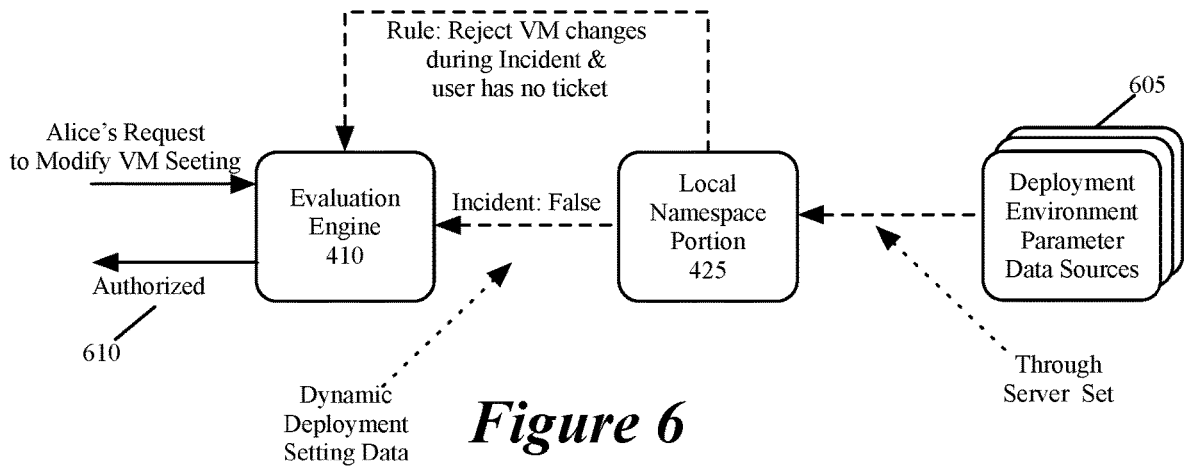 Rule: Reject VM changes
during Incident &
user has no ticket
605
Alice's Request
to Modify VM Seeting
Evaluation
Engine
410
Incident: False
Local
Namespace
Portion
425
Deployment
Environment
Parameter
Data Sources
Authorized
610
Dynamic
Deployment
Setting Data
Through
Server Set
Figure 6